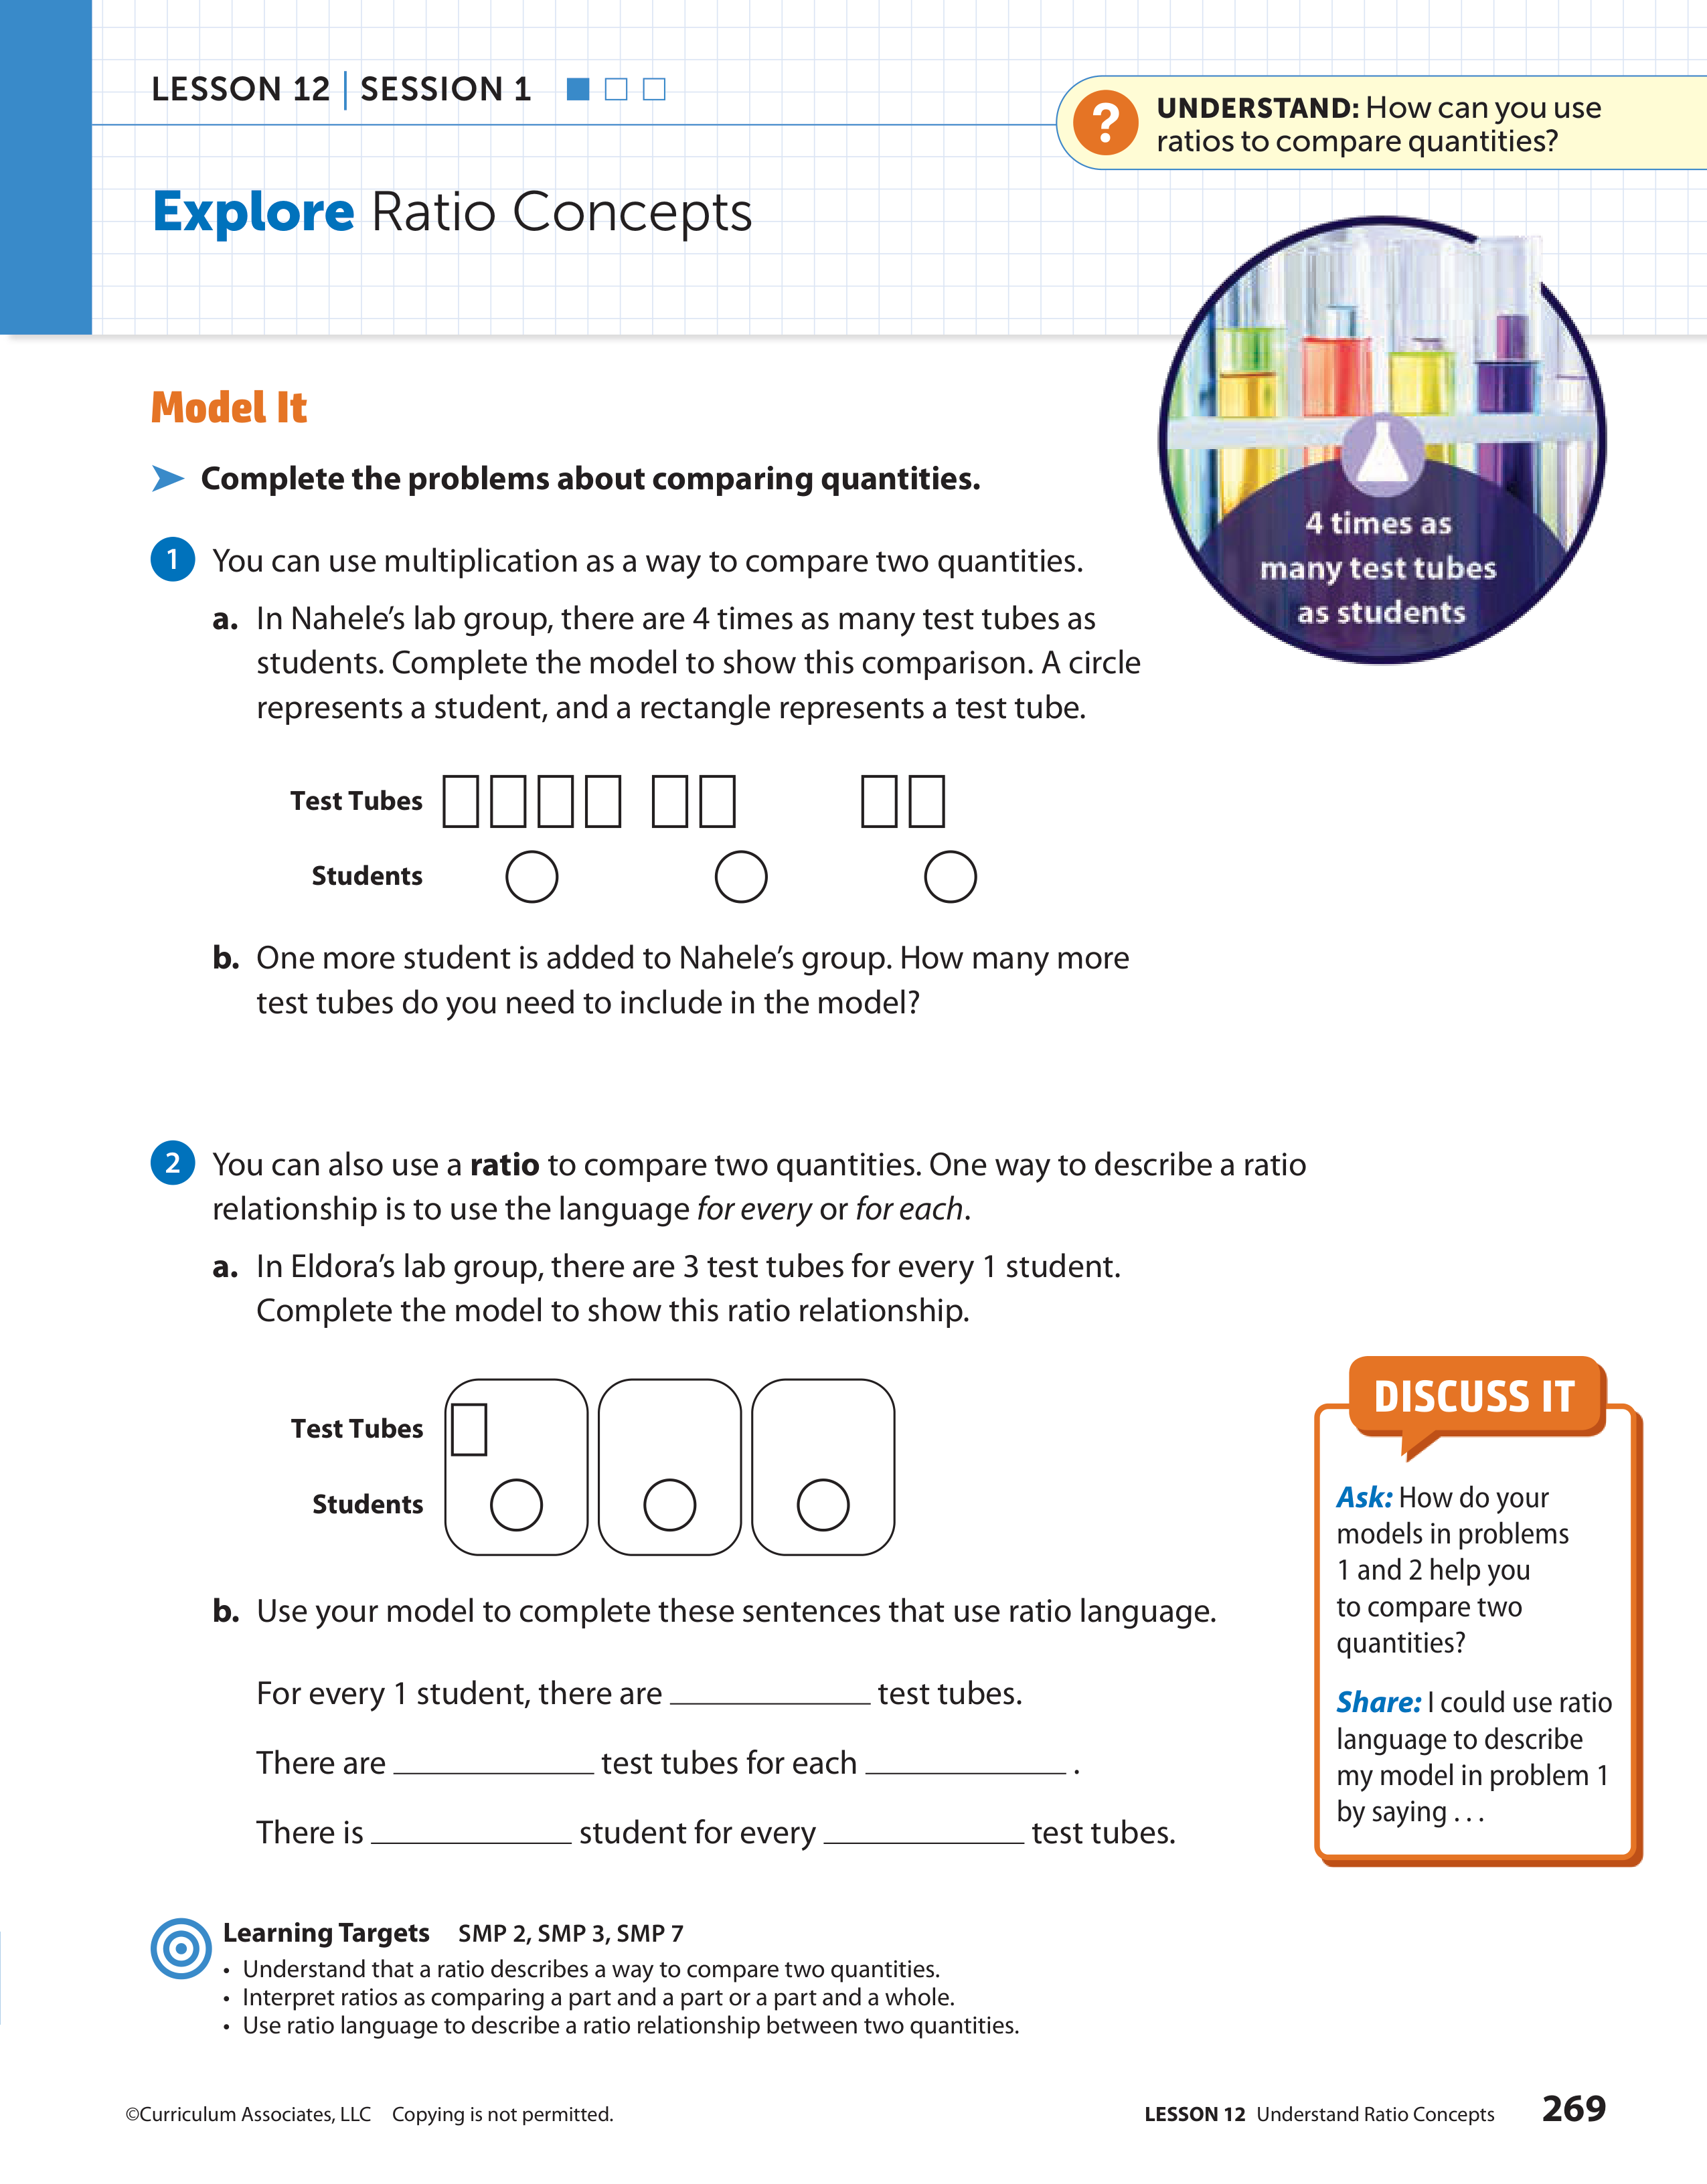 LESSON 12 | SESSION 1
UNDERSTAND: How can you use
ratios to compare quantities?
Explore Ratio Concepts
4 times as
many test tubes
as students
Model It
Complete the problems about comparing quantities.
1 You can use multiplication as a way to compare two quantities.
a. In Nahele’s lab group, there are 4 times as many test tubes as
students. Complete the model to show this comparison. A circle
represents a student, and a rectangle represents a test tube.
Test Tubes
Students
b. One more student is added to Nahele’s group. How many more
test tubes do you need to include in the model?
2 You can also use a ratio to compare two quantities. One way to describe a ratio
relationship is to use the language for every or for each.
a. In Eldora’s lab group, there are 3 test tubes for every 1 student.
Complete the model to show this ratio relationship.
Test Tubes
Students
b. Use your model to complete these sentences that use ratio language.
For every 1 student, there are ____________ test tubes.
There are ____________ test tubes for each ____________ .
There is ____________ student for every ____________ test tubes.
DISCUSS IT
Ask: How do your
models in problems
1 and 2 help you
to compare two
quantities?
Share: I could use ratio
language to describe
my model in problem 1
by saying . . .
Learning Targets SMP 2, SMP 3, SMP 7
• Understand that a ratio describes a way to compare two quantities.
• Interpret ratios as comparing a part and a part or a part and a whole.
• Use ratio language to describe a ratio relationship between two quantities.
©Curriculum Associates, LLC Copying is not permitted.
LESSON 12 Understand Ratio Concepts 269